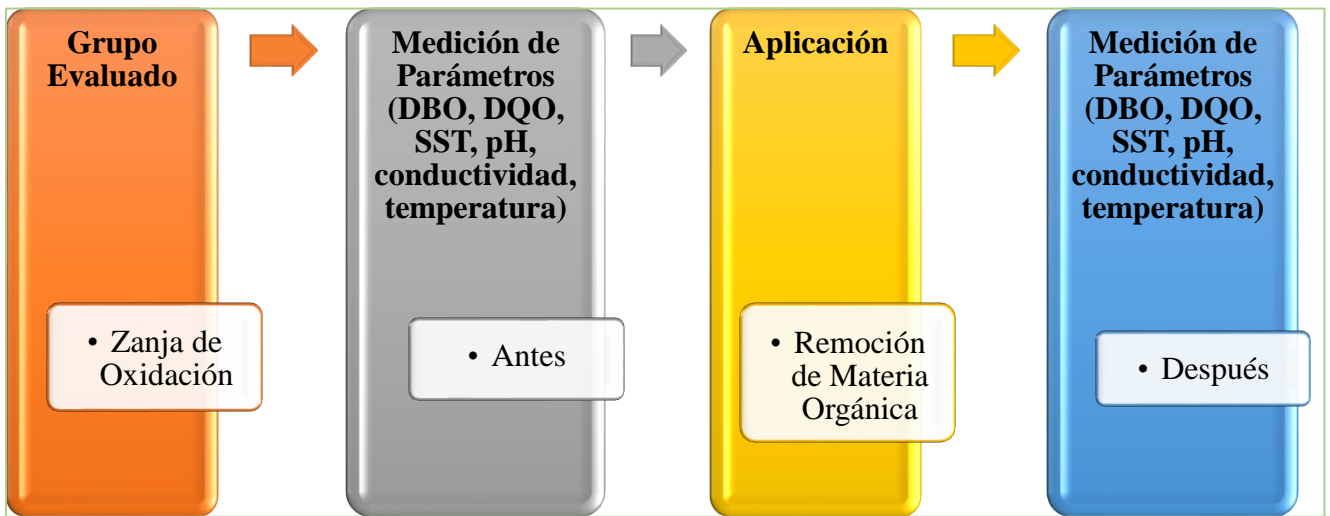 Grupo
Evaluado
• Zanja de
Oxidación
Medición de
Parámetros
(DBO, DQO,
SST, pH,
conductividad,
temperatura)
• Antes
Aplicación
• Remoción
de Materia
Orgánica
Medición de
Parámetros
(DBO, DQO,
SST, pH,
conductividad,
temperatura)
• Después